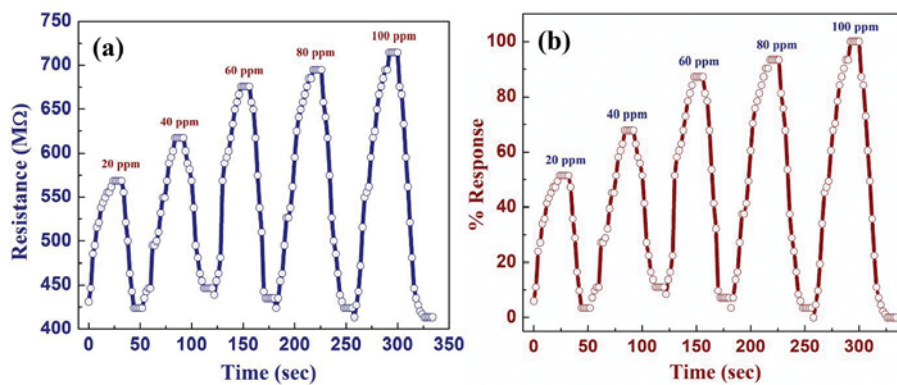 (a)
750
700
650
600
550
500
450
400
Resistance (MΩ)
20 ppm
40 ppm
60 ppm
80 ppm
100 ppm
0 50 100 150 200 250 300 350
Time (sec)
(b)
100
80
60
40
20
0
% Response
20 ppm
40 ppm
60 ppm
80 ppm
100 ppm
0 50 100 150 200 250 300
Time (sec)